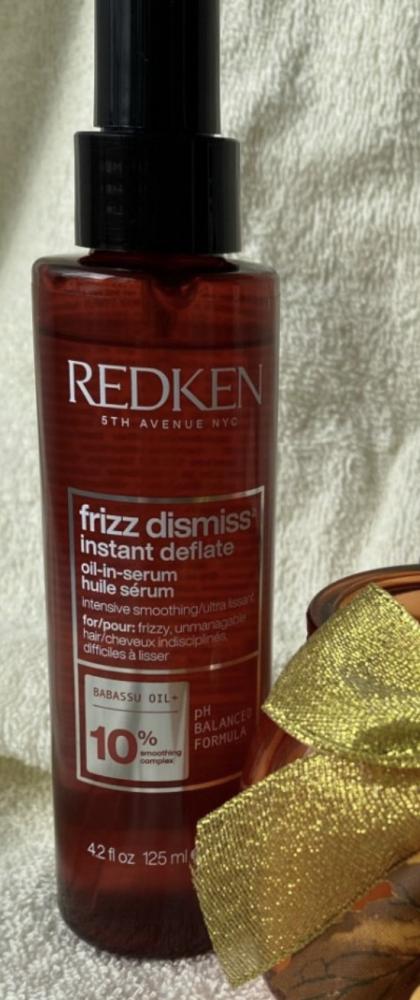 REDKEN
5TH AVENUE NYC
frizz dismiss
instant deflate
oil-in-serum
huile sérum
intensive smoothing/ultra lissant
for/pour: frizzy, unmanagable
hair/cheveux indisciplinés,
difficiles à lisser
BABASSU OIL+
10%
smoothing
complex
pH
BALANCED
FORMULA
4.2 fl oz 125 ml